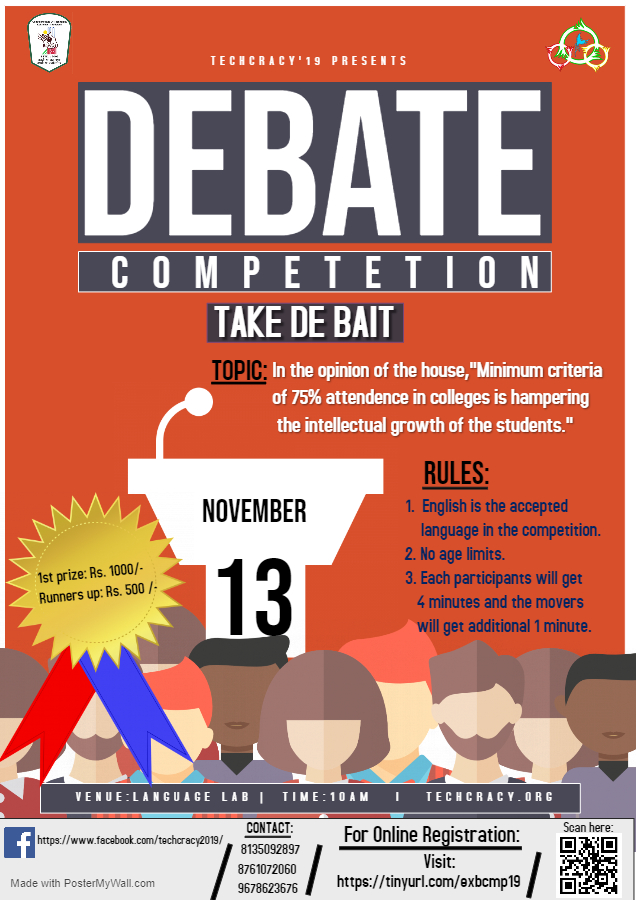 TECHCRACY'19 PRESENTS
DEBATE
COMPETETION
TAKE DE BAIT
TOPIC: In the opinion of the house,"Minimum criteria
of 75% attendence in colleges is hampering
the intellectual growth of the students."
NOVEMBER
13
RULES:
1. English is the accepted
language in the competition.
2. No age limits.
3. Each participants will get
4 minutes and the movers
will get additional 1 minute.
1st prize: Rs. 1000/-
Runners up: Rs. 500 /-
VENUE:LANGUAGE LAB | TIME:10AM I TECHCRACY.ORG
https://www.facebook.com/techcracy2019/
Made with PosterMyWall.com
CONTACT:
8135092897
8761072060
9678623676
For Online Registration:
Visit:
https://tinyurl.com/exbcmp19
Scan here: